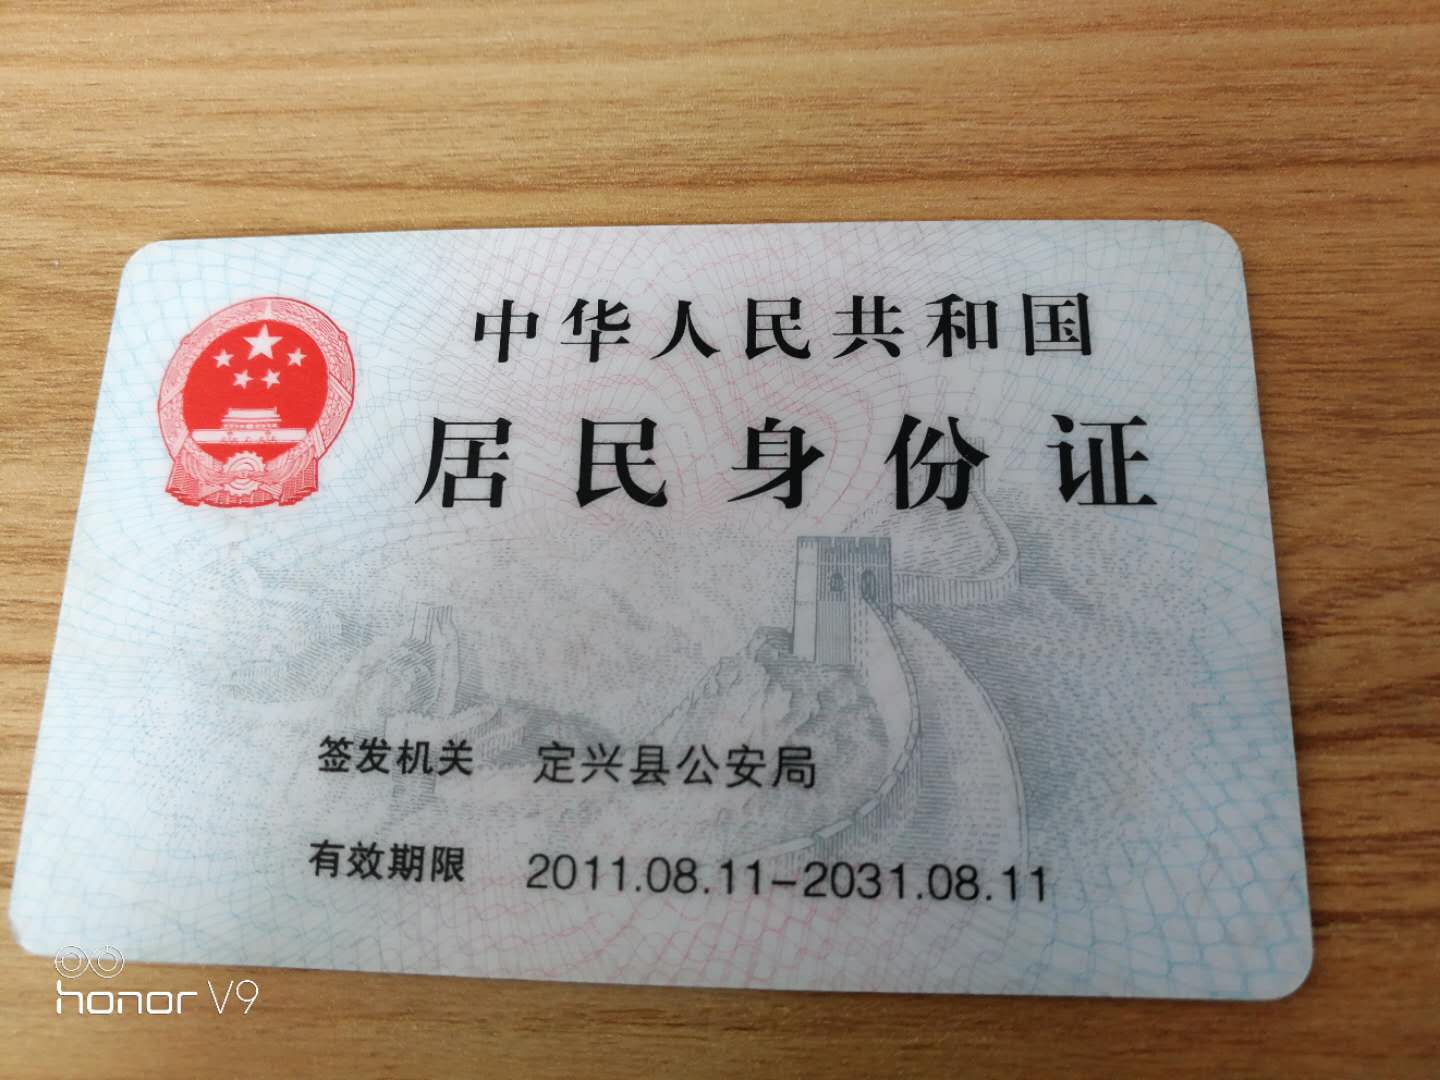 中华人民共和国
居民身份证
签发机关 定兴县公安局
有效期限 2011.08.11-2031.08.11
honor V9